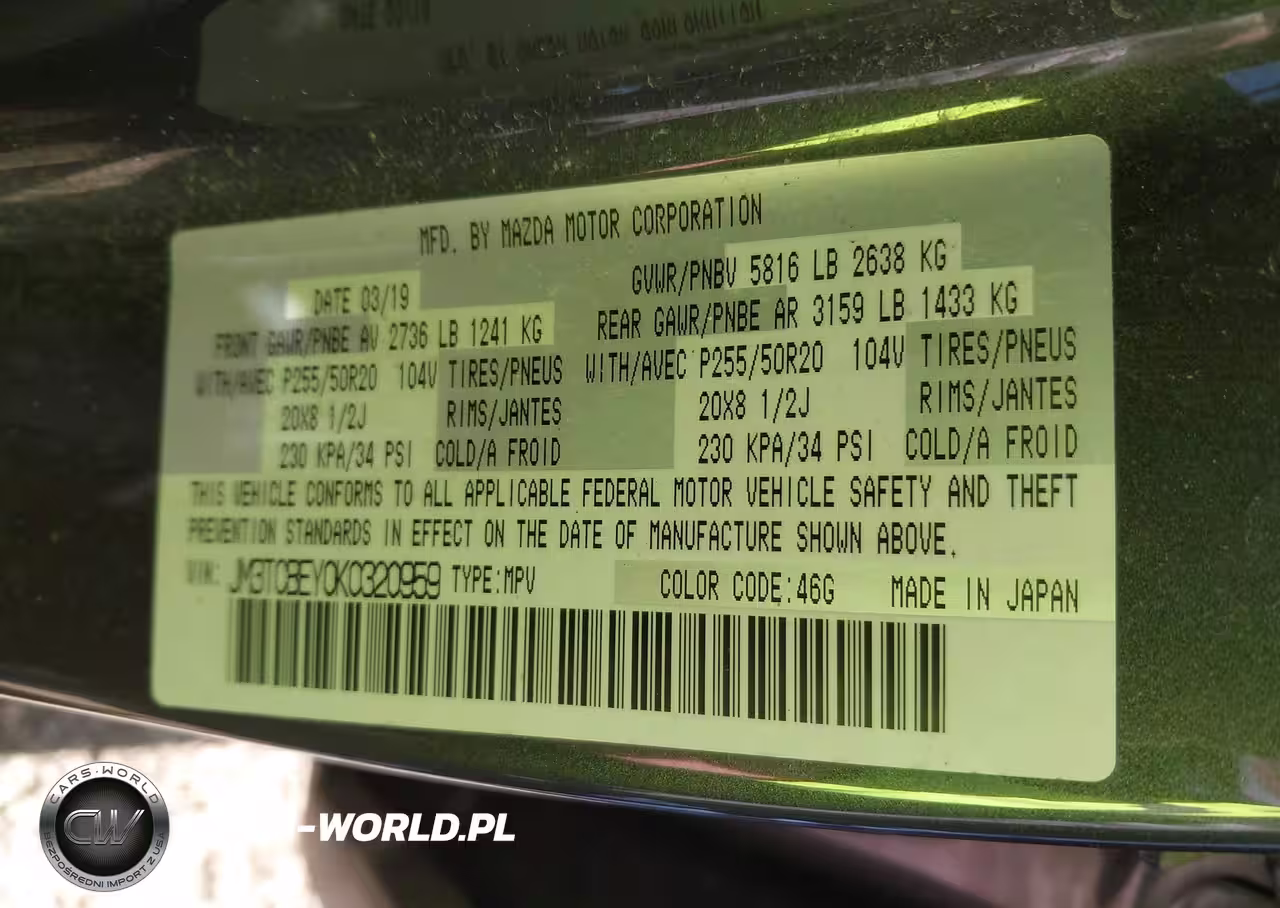 MFD. BY MAZDA MOTOR CORPORATION
DATE 03/19
GVWR/PNBV 5816 LB 2638 KG
FRONT GAWR/PNBE AV 2736 LB 1241 KG
REAR GAWR/PNBE AR 3159 LB 1433 KG
WITH/AVEC P255/50R20 104V TIRES/PNEUS
WITH/AVEC P255/50R20 104V TIRES/PNEUS
20X8 1/2J RIMS/JANTES
20X8 1/2J RIMS/JANTES
230 KPA/34 PSI COLD/A FROID
230 KPA/34 PSI COLD/A FROID
THIS VEHICLE CONFORMS TO ALL APPLICABLE FEDERAL MOTOR VEHICLE SAFETY AND THEFT
PREVENTION STANDARDS IN EFFECT ON THE DATE OF MANUFACTURE SHOWN ABOVE.
VIN: JM3TCBEY0K0320959 TYPE:MPV COLOR CODE:46G MADE IN JAPAN
CARS-WORLD
CW
BEZPOŚREDNI IMPORT Z USA
-WORLD.PL